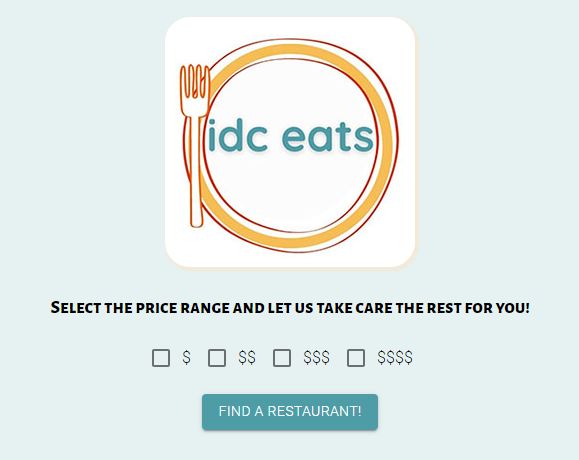 idc eats
Select the price range and let us take care the rest for you!
$ $$ $$$ $$$$
FIND A RESTAURANT!